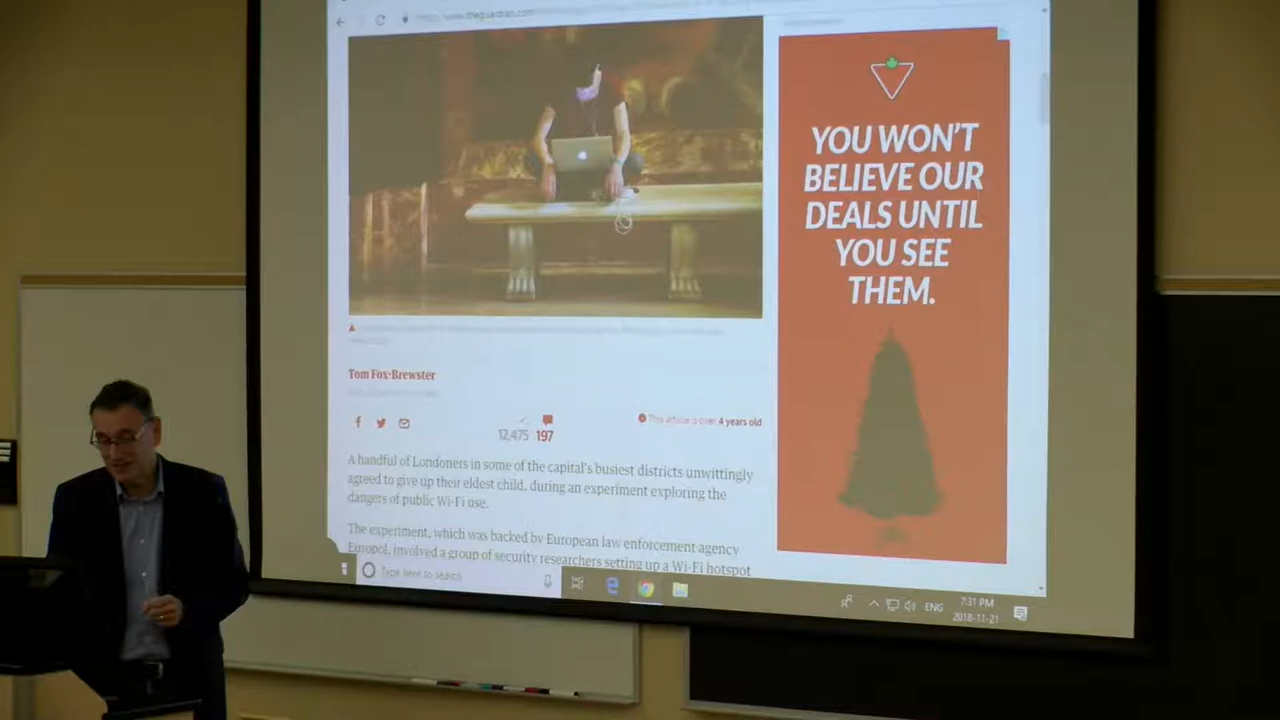 Tom Fox-Brewster
12,475 197
This article is over 4 years old
A handful of Londoners in some of the capital's busiest districts unwittingly
agreed to give up their eldest child, during an experiment exploring the
dangers of public Wi-Fi use.
The experiment, which was backed by European law enforcement agency
Europol, involved a group of security researchers setting up a Wi-Fi hotspot
YOU WON'T
BELIEVE OUR
DEALS UNTIL
YOU SEE
THEM.
Type here to search
ENG
7:31 PM
2018-11-21